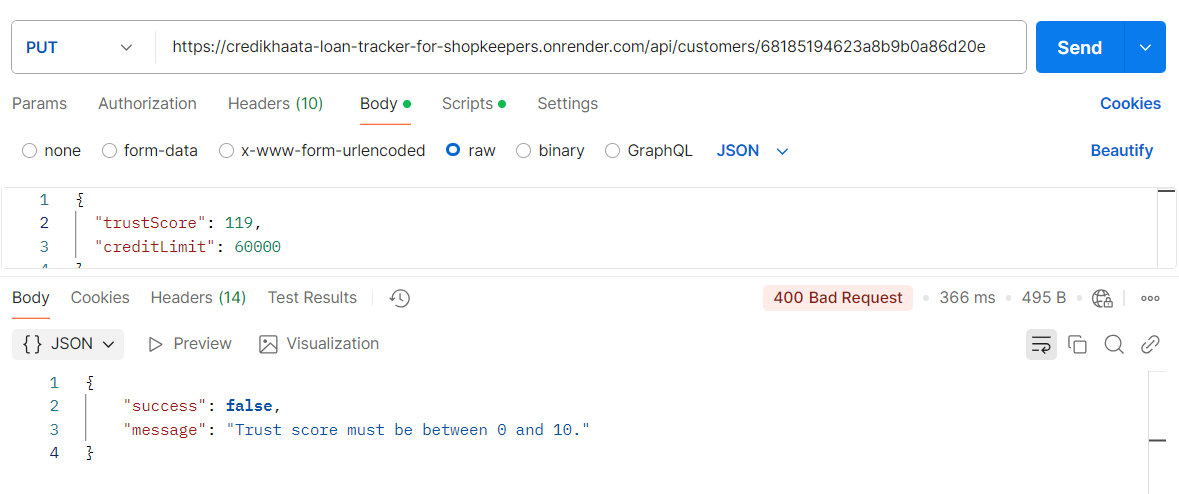 PUT https://credikhaata-loan-tracker-for-shopkeepers.onrender.com/api/customers/68185194623a8b9b0a86d20e Send
Params Authorization Headers (10) Body Scripts Settings Cookies
none form-data x-www-form-urlencoded raw binary GraphQL JSON Beautify
1 {
2 "trustScore": 119,
3 "creditLimit": 60000
4 }
Body Cookies Headers (14) Test Results 400 Bad Request 366 ms 495 B
{} JSON Preview Visualization
1 {
2 "success": false,
3 "message": "Trust score must be between 0 and 10."
4 }